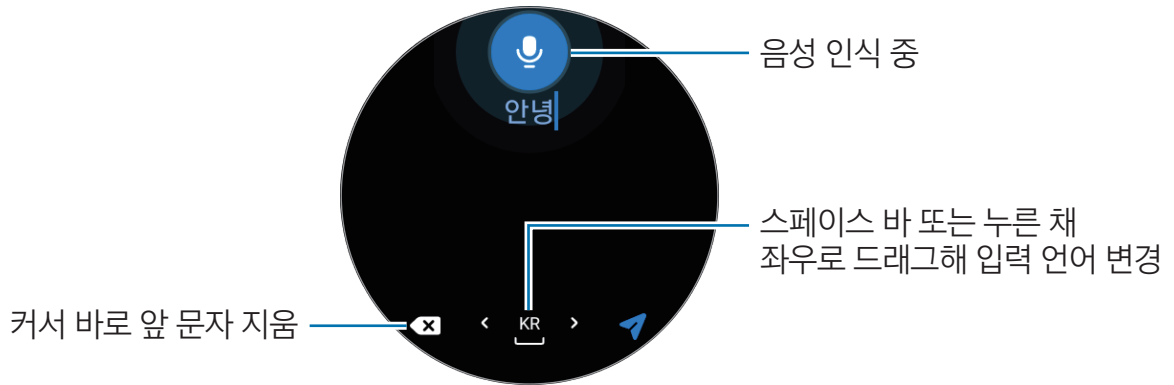 음성 인식 중
안녕
스페이스 바 또는 누른 채
좌우로 드래그해 입력 언어 변경
커서 바로 앞 문자 지움
KR